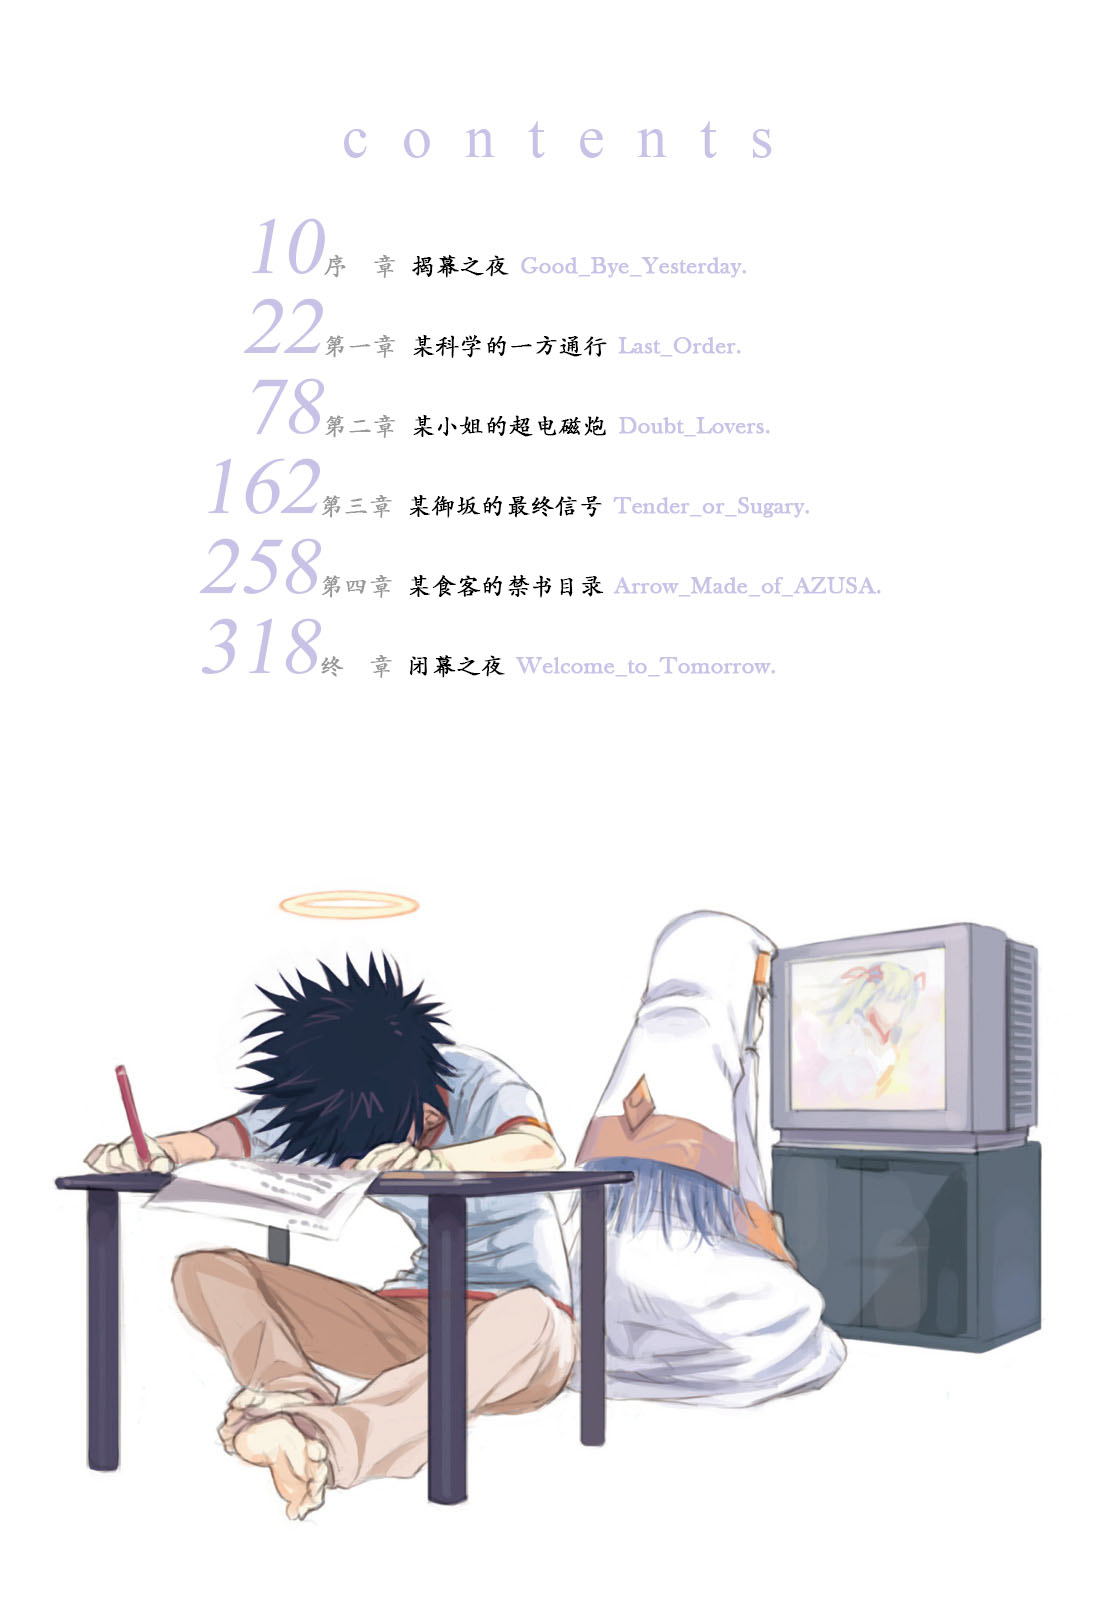 contents
10 序 章 揭幕之夜 Good_Bye_Yesterday.
22 第一章 某科学的一方通行 Last_Order.
78 第二章 某小姐的超电磁炮 Doubt_Lovers.
162 第三章 某御坂的最终信号 Tender_or_Sugary.
258 第四章 某食客的禁书目录 Arrow_Made_of_AZUSA.
318 终 章 闭幕之夜 Welcome_to_Tomorrow.